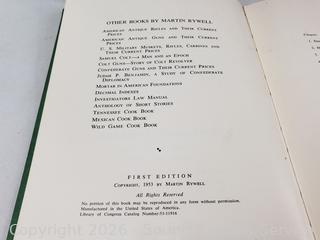 OTHER BOOKS BY MARTIN RYWELL
AMERICAN ANTIQUE RIFLES AND THEIR CURRENT
PRICES
AMERICAN ANTIQUE GUNS AND THEIR CURRENT
PRICES
U. S. MILITARY MUSKETS, RIFLES, CARBINES AND
THEIR CURRENT PRICES
SAMUEL COLT—A MAN AND AN EPOCH
COLT GUNS—STORY OF COLT REVOLVER
CONFEDERATE GUNS AND THEIR CURRENT PRICES
JUDAH P. BENJAMIN, A STUDY OF CONFEDERATE
DIPLOMACY
MORTAR IN AMERICAN FOUNDATIONS
DECIMAL INDEXES
INVESTIGATORS LAW MANUAL
ANTHOLOGY OF SHORT STORIES
TENNESSEE COOK BOOK
MEXICAN COOK BOOK
WILD GAME COOK BOOK
FIRST EDITION
COPYRIGHT, 1953 BY MARTIN RYWELL
All Rights Reserved
No portion of this book may be reproduced in any form without permission.
Manufactured in the United States of America.
Library of Congress Catalog Number:53-11916
Chapter
Copyright 2026